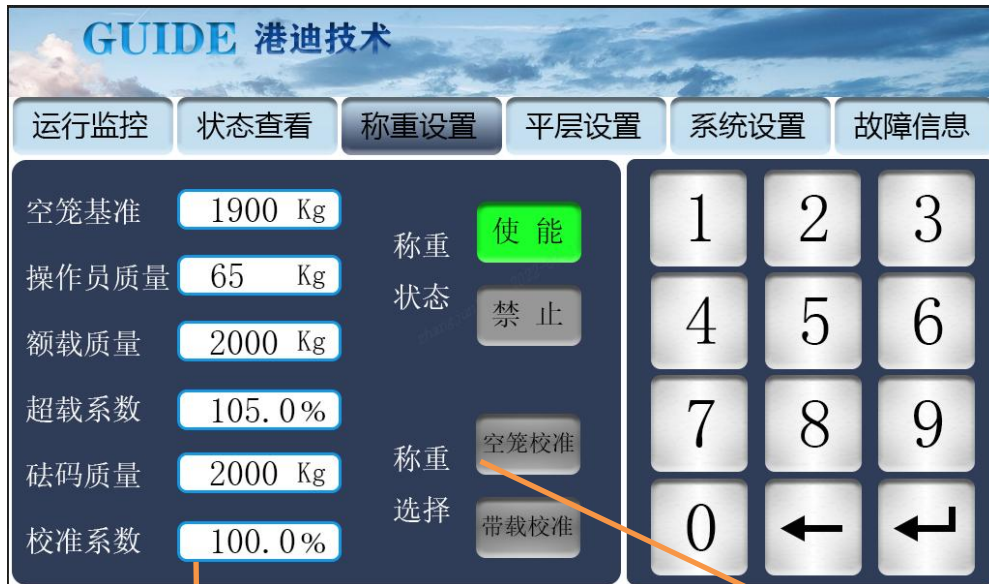 GUIDE 港迪技术
运行监控 状态查看 称重设置 平层设置 系统设置 故障信息
空笼基准 1900 Kg
操作员质量 65 Kg
额载质量 2000 Kg
超载系数 105.0%
砝码质量 2000 Kg
校准系数 100.0%
称重
状态
使 能
禁 止
称重
选择
空笼校准
带载校准
1 2 3
4 5 6
7 8 9
0 ← ↵